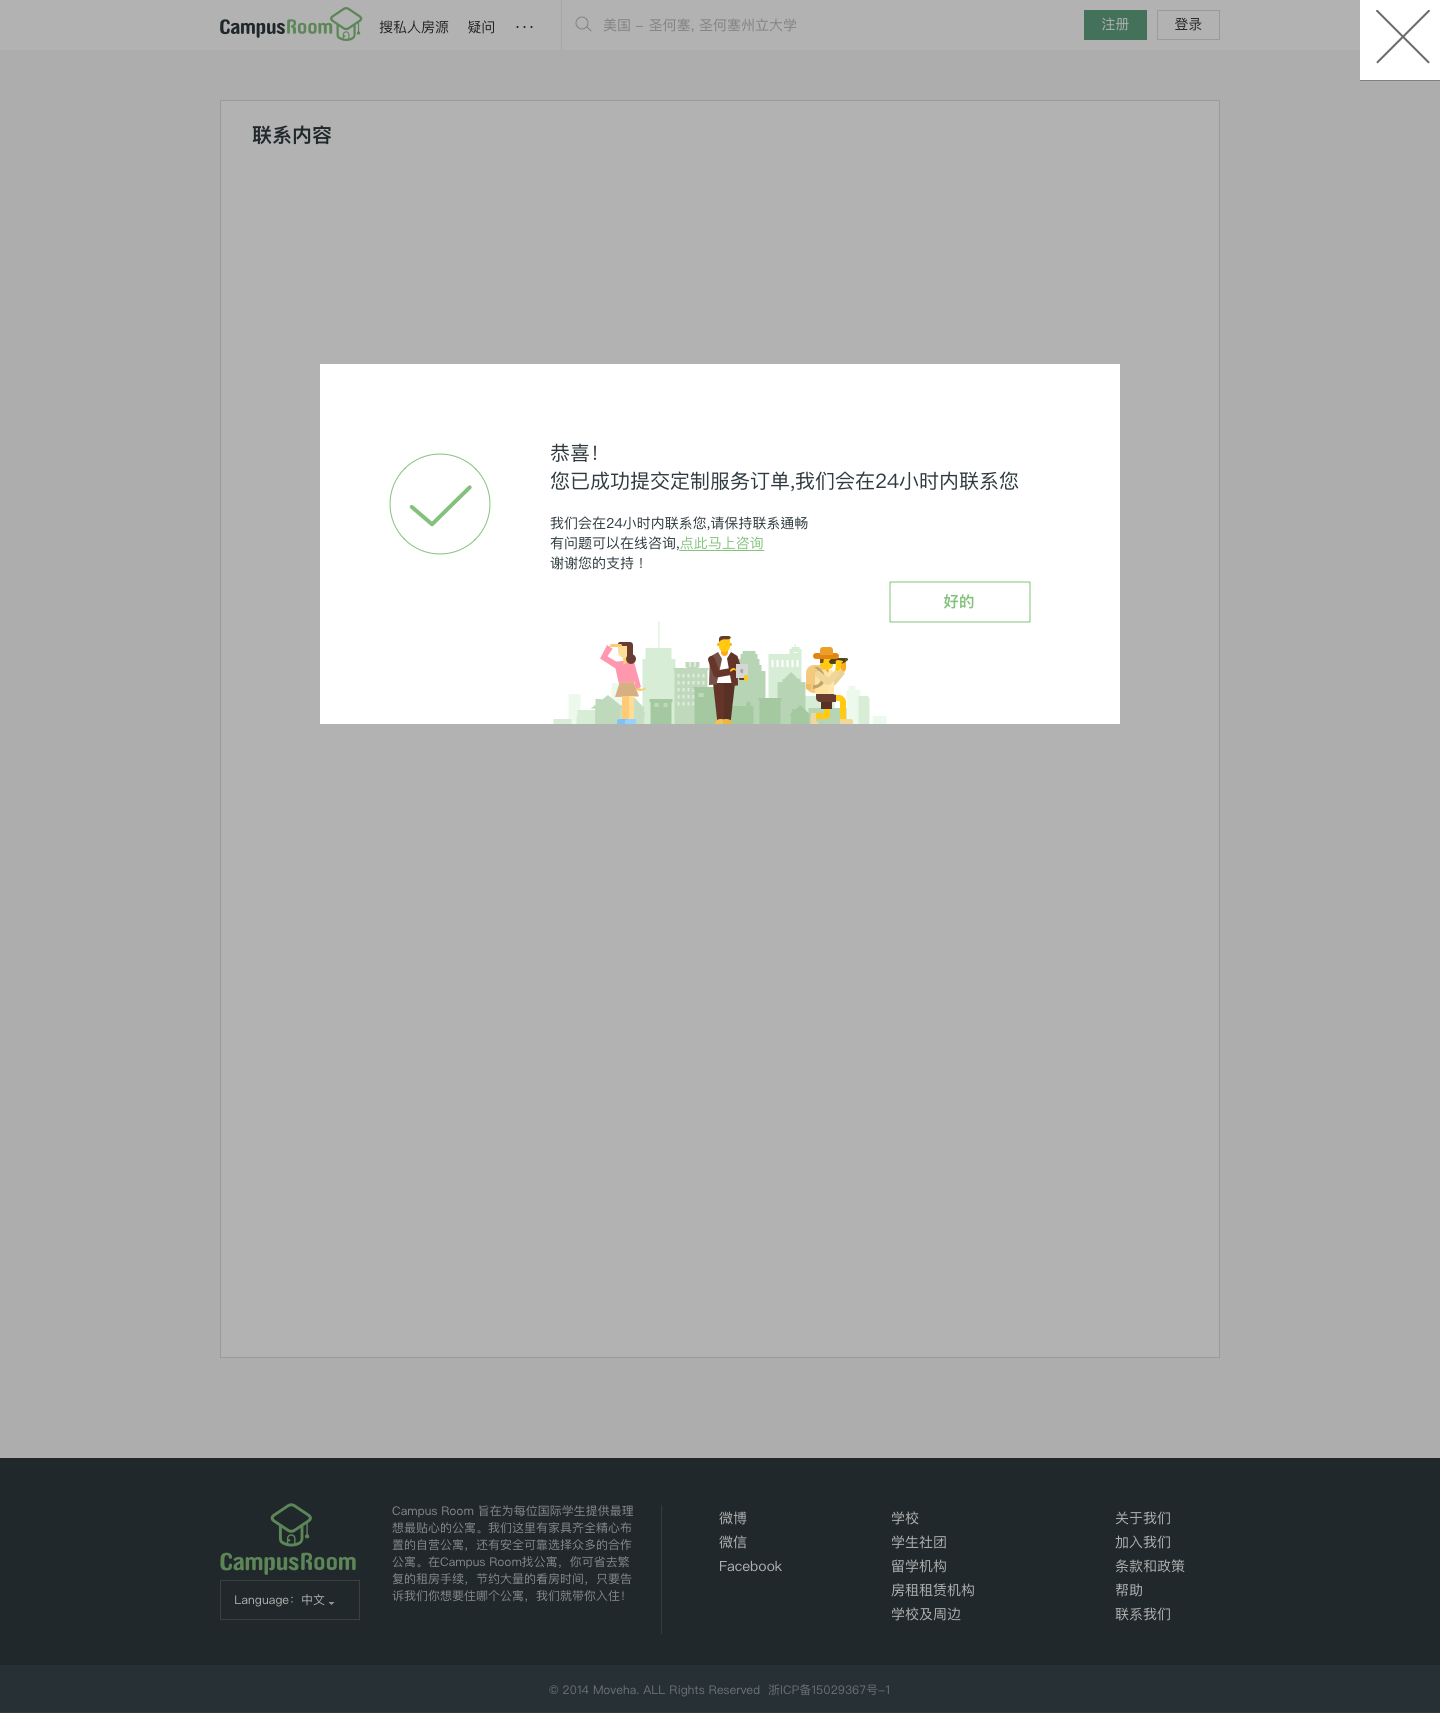 CampusRoom
搜私人房源 疑问 ···
美国 - 圣何塞, 圣何塞州立大学
注册 登录
联系内容
恭喜！
您已成功提交定制服务订单,我们会在24小时内联系您
我们会在24小时内联系您,请保持联系通畅
有问题可以在线咨询,点此马上咨询
谢谢您的支持！
好的
CampusRoom
Language：中文
Campus Room 旨在为每位国际学生提供最理
想最贴心的公寓。我们这里有家具齐全精心布
置的自营公寓，还有安全可靠选择众多的合作
公寓。在Campus Room找公寓，你可省去繁
复的租房手续，节约大量的看房时间，只要告
诉我们你想要住哪个公寓，我们就带你入住！
微博
微信
Facebook
学校
学生社团
留学机构
房租租赁机构
学校及周边
关于我们
加入我们
条款和政策
帮助
联系我们
© 2014 Moveha. ALL Rights Reserved 浙ICP备15029367号-1